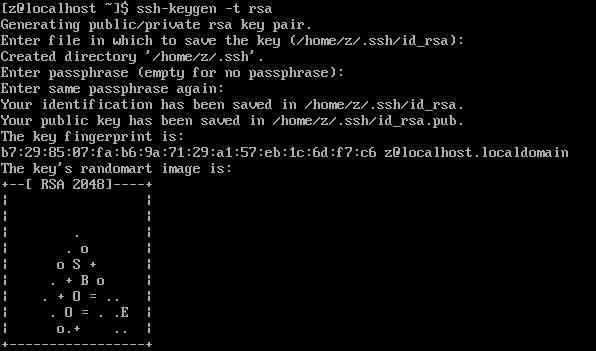 [z@localhost ~]$ ssh-keygen -t rsa
Generating public/private rsa key pair.
Enter file in which to save the key (/home/z/.ssh/id_rsa):
Created directory '/home/z/.ssh'.
Enter passphrase (empty for no passphrase):
Enter same passphrase again:
Your identification has been saved in /home/z/.ssh/id_rsa.
Your public key has been saved in /home/z/.ssh/id_rsa.pub.
The key fingerprint is:
b7:29:85:07:fa:b6:9a:71:29:a1:57:eb:1c:6d:f7:c6 z@localhost.localdomain
The key's randomart image is:
+--[ RSA 2048]----+
|                 |
|                 |
|        .        |
|       . o       |
|      o S +      |
|     . + B o     |
|    . + O = ..   |
|     . O = . .E  |
|      o.+    ..  |
+-----------------+